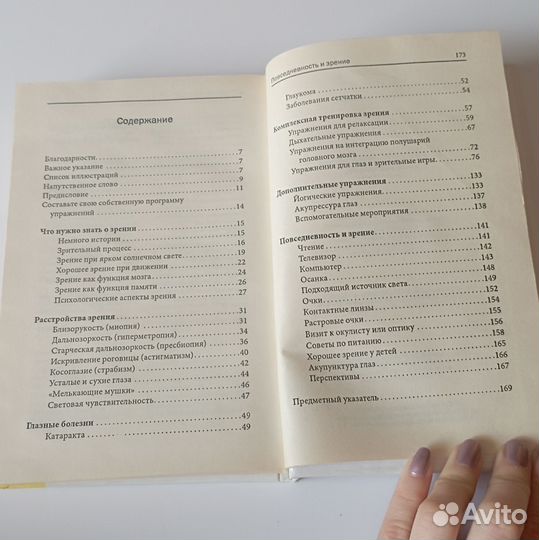 Содержание
Благодарности. 7
Важное указание 7
Список иллюстраций 7
Напутственное слово 9
Предисловие 11
Составьте свою собственную программу
упражнений 14
Что нужно знать о зрении 15
Немного истории 15
Зрительный процесс 16
Зрение при ярком солнечном свете 19
Хорошее зрение при движении 22
Зрение как функция мозга 24
Зрение как функция памяти 26
Психологические аспекты зрения 27
Расстройства зрения 31
Близорукость (миопия) 31
Дальнозоркость (гиперметропия) 34
Старческая дальнозоркость (пресбиопия) 38
Искривление роговицы (астигматизм) 40
Косоглазие (страбизм) 42
Усталые и сухие глаза 44
«Мелькающие мушки» 46
Световая чувствительность 47
Глазные болезни 49
Катаракта 49
Повседневность и зрение 173
Глаукома 52
Заболевания сетчатки 54
Комплексная тренировка зрения 57
Упражнения для релаксации 59
Дыхательные упражнения 67
Упражнения на интеграцию полушарий
головного мозга 72
Упражнения для глаз и зрительные игры 76
Дополнительные упражнения 133
Йогические упражнения 133
Акупрессура глаз 137
Вспомогательные мероприятия 138
Повседневность и зрение 141
Чтение 141
Телевизор 142
Компьютер 143
Осанка 148
Подходящий источник света 149
Очки 152
Контактные линзы 154
Растровые очки 155
Визит к окулисту или оптику 156
Советы по питанию 158
Хорошее зрение у детей 165
Акупунктура глаз 166
Перспективы 167
Предметный указатель 169
Avito